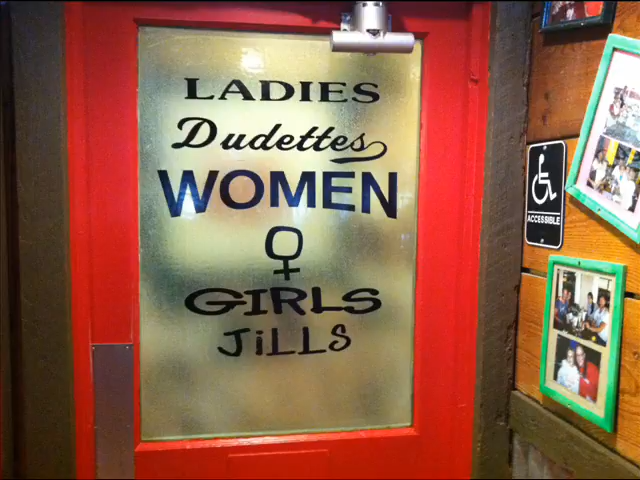 LADIES
Dudettes
WOMEN
♀
GIRLS
JiLLS
ACCESSIBLE